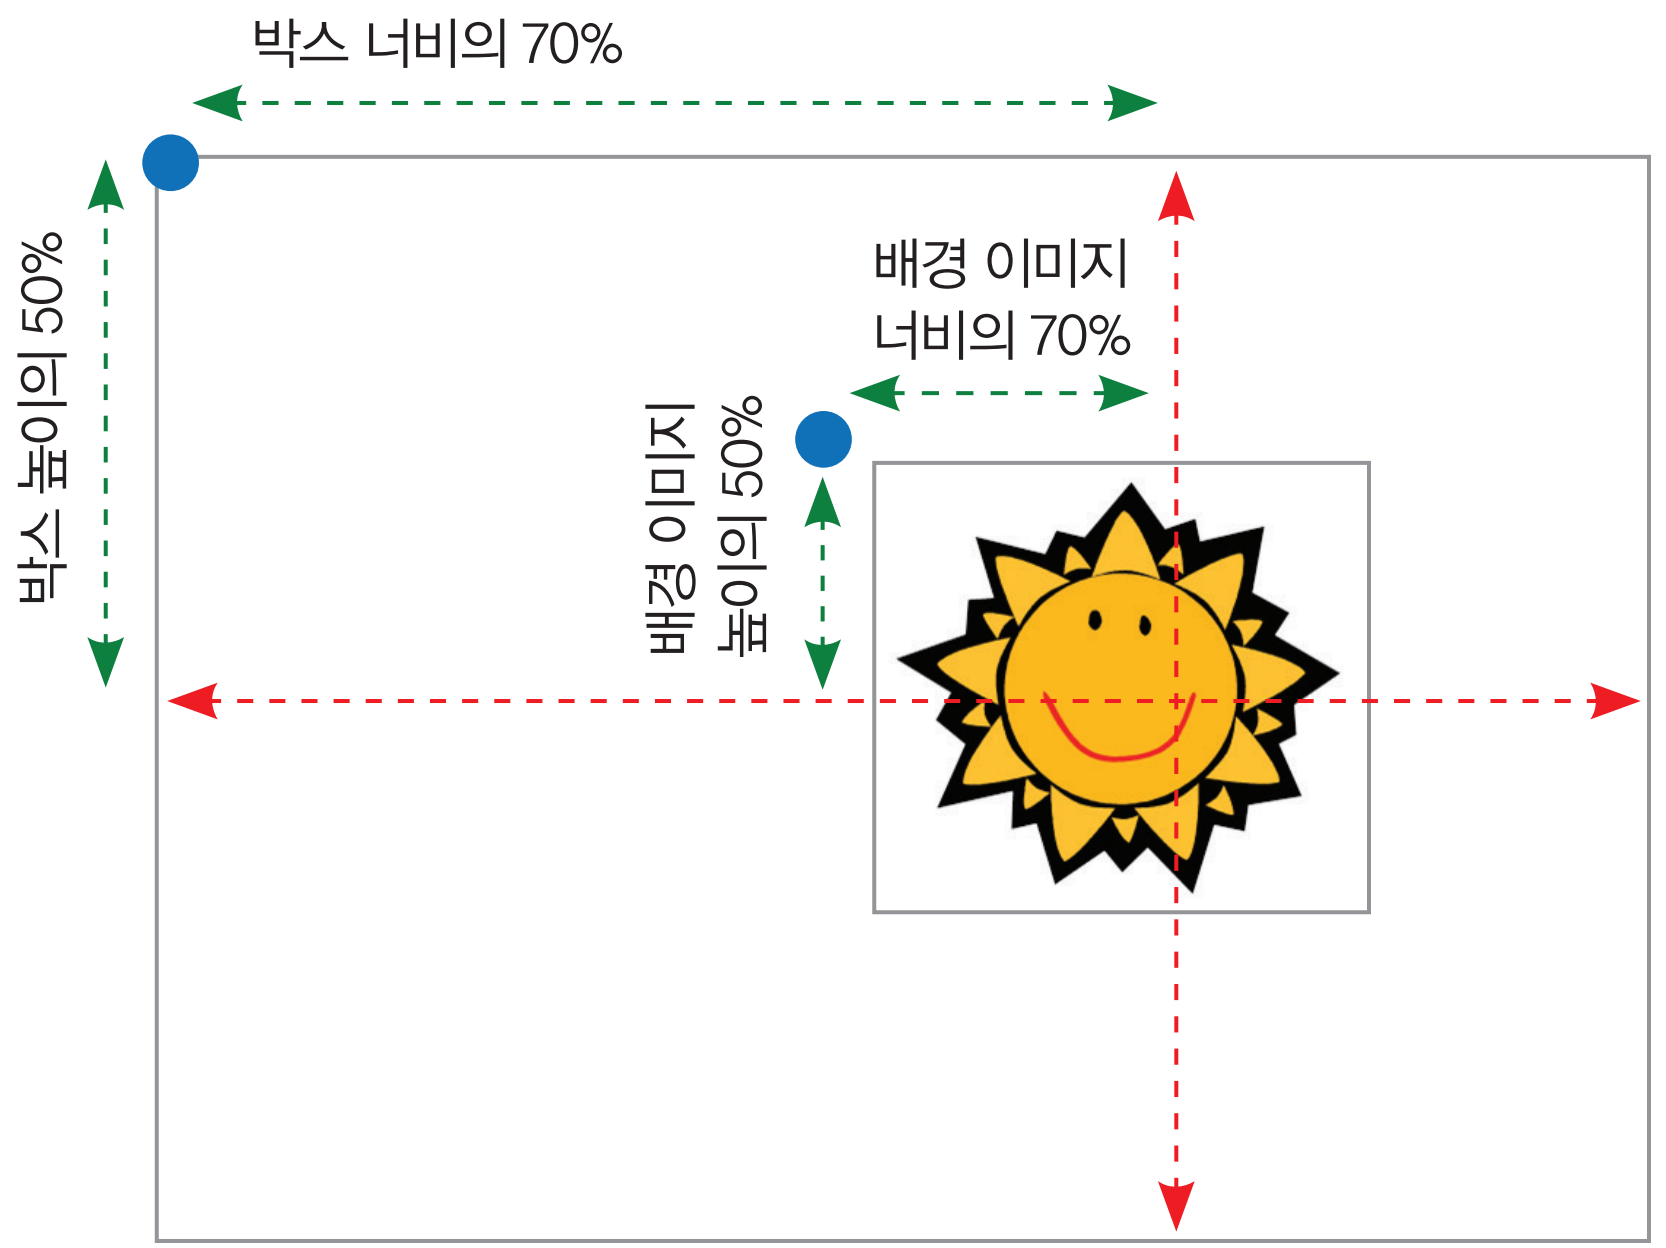 박스 너비의 70%
박스 높이의 50%
배경 이미지
너비의 70%
배경 이미지
높이의 50%